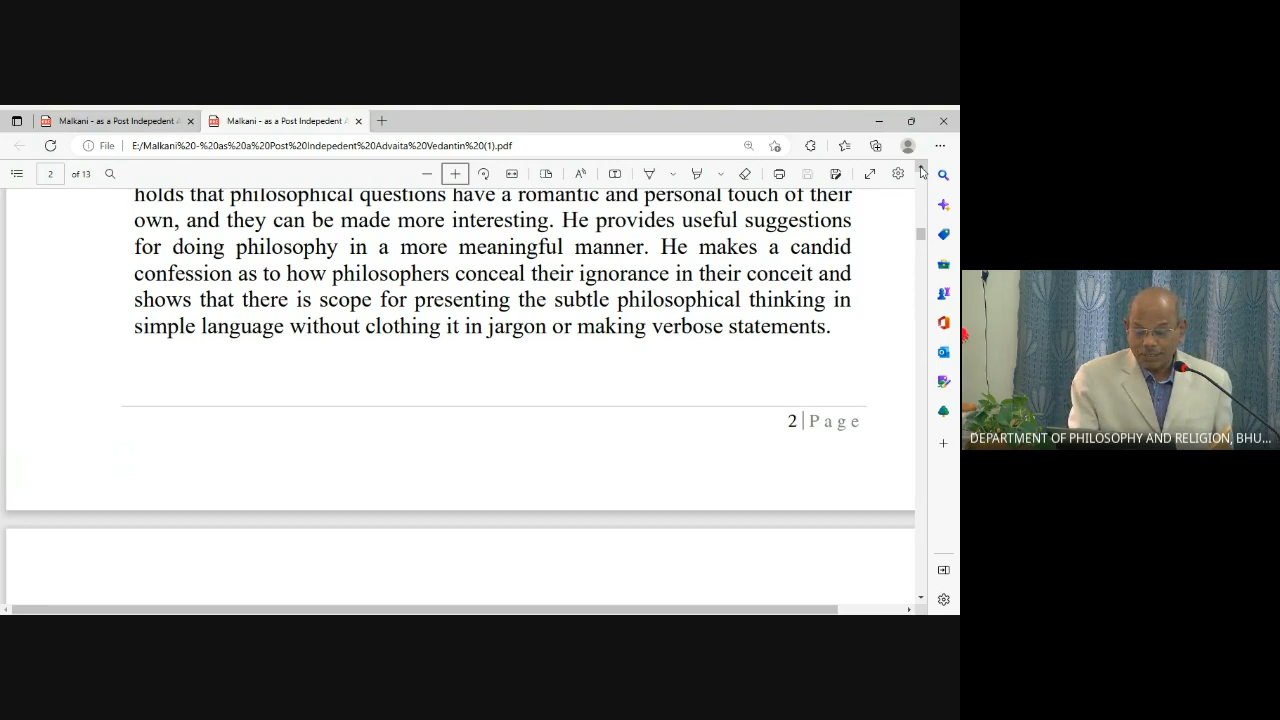 Malkani - as a Post Indepedent A
Malkani - as a Post Indepedent A
File
E:/Malkani%20-%20as%20a%20Post%20Indepedent%20Advaita%20Vedantin%20(1).pdf
2 of 13
holds that philosophical questions have a romantic and personal touch of their
own, and they can be made more interesting. He provides useful suggestions
for doing philosophy in a more meaningful manner. He makes a candid
confession as to how philosophers conceal their ignorance in their conceit and
shows that there is scope for presenting the subtle philosophical thinking in
simple language without clothing it in jargon or making verbose statements.
2 | P a g e
DEPARTMENT OF PHILOSOPHY AND RELIGION, BHU...